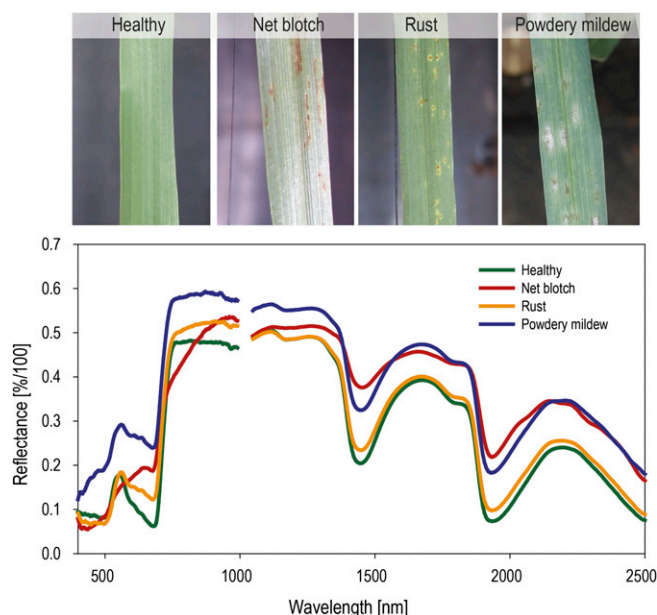 Healthy Net blotch Rust Powdery mildew
0.7
Healthy
0.6
Net blotch
Rust
0.5
Powdery mildew
0.4
Reflectance [%/100]
0.3
0.2
0.1
0.0
500 1000 1500 2000 2500
Wavelength [nm]